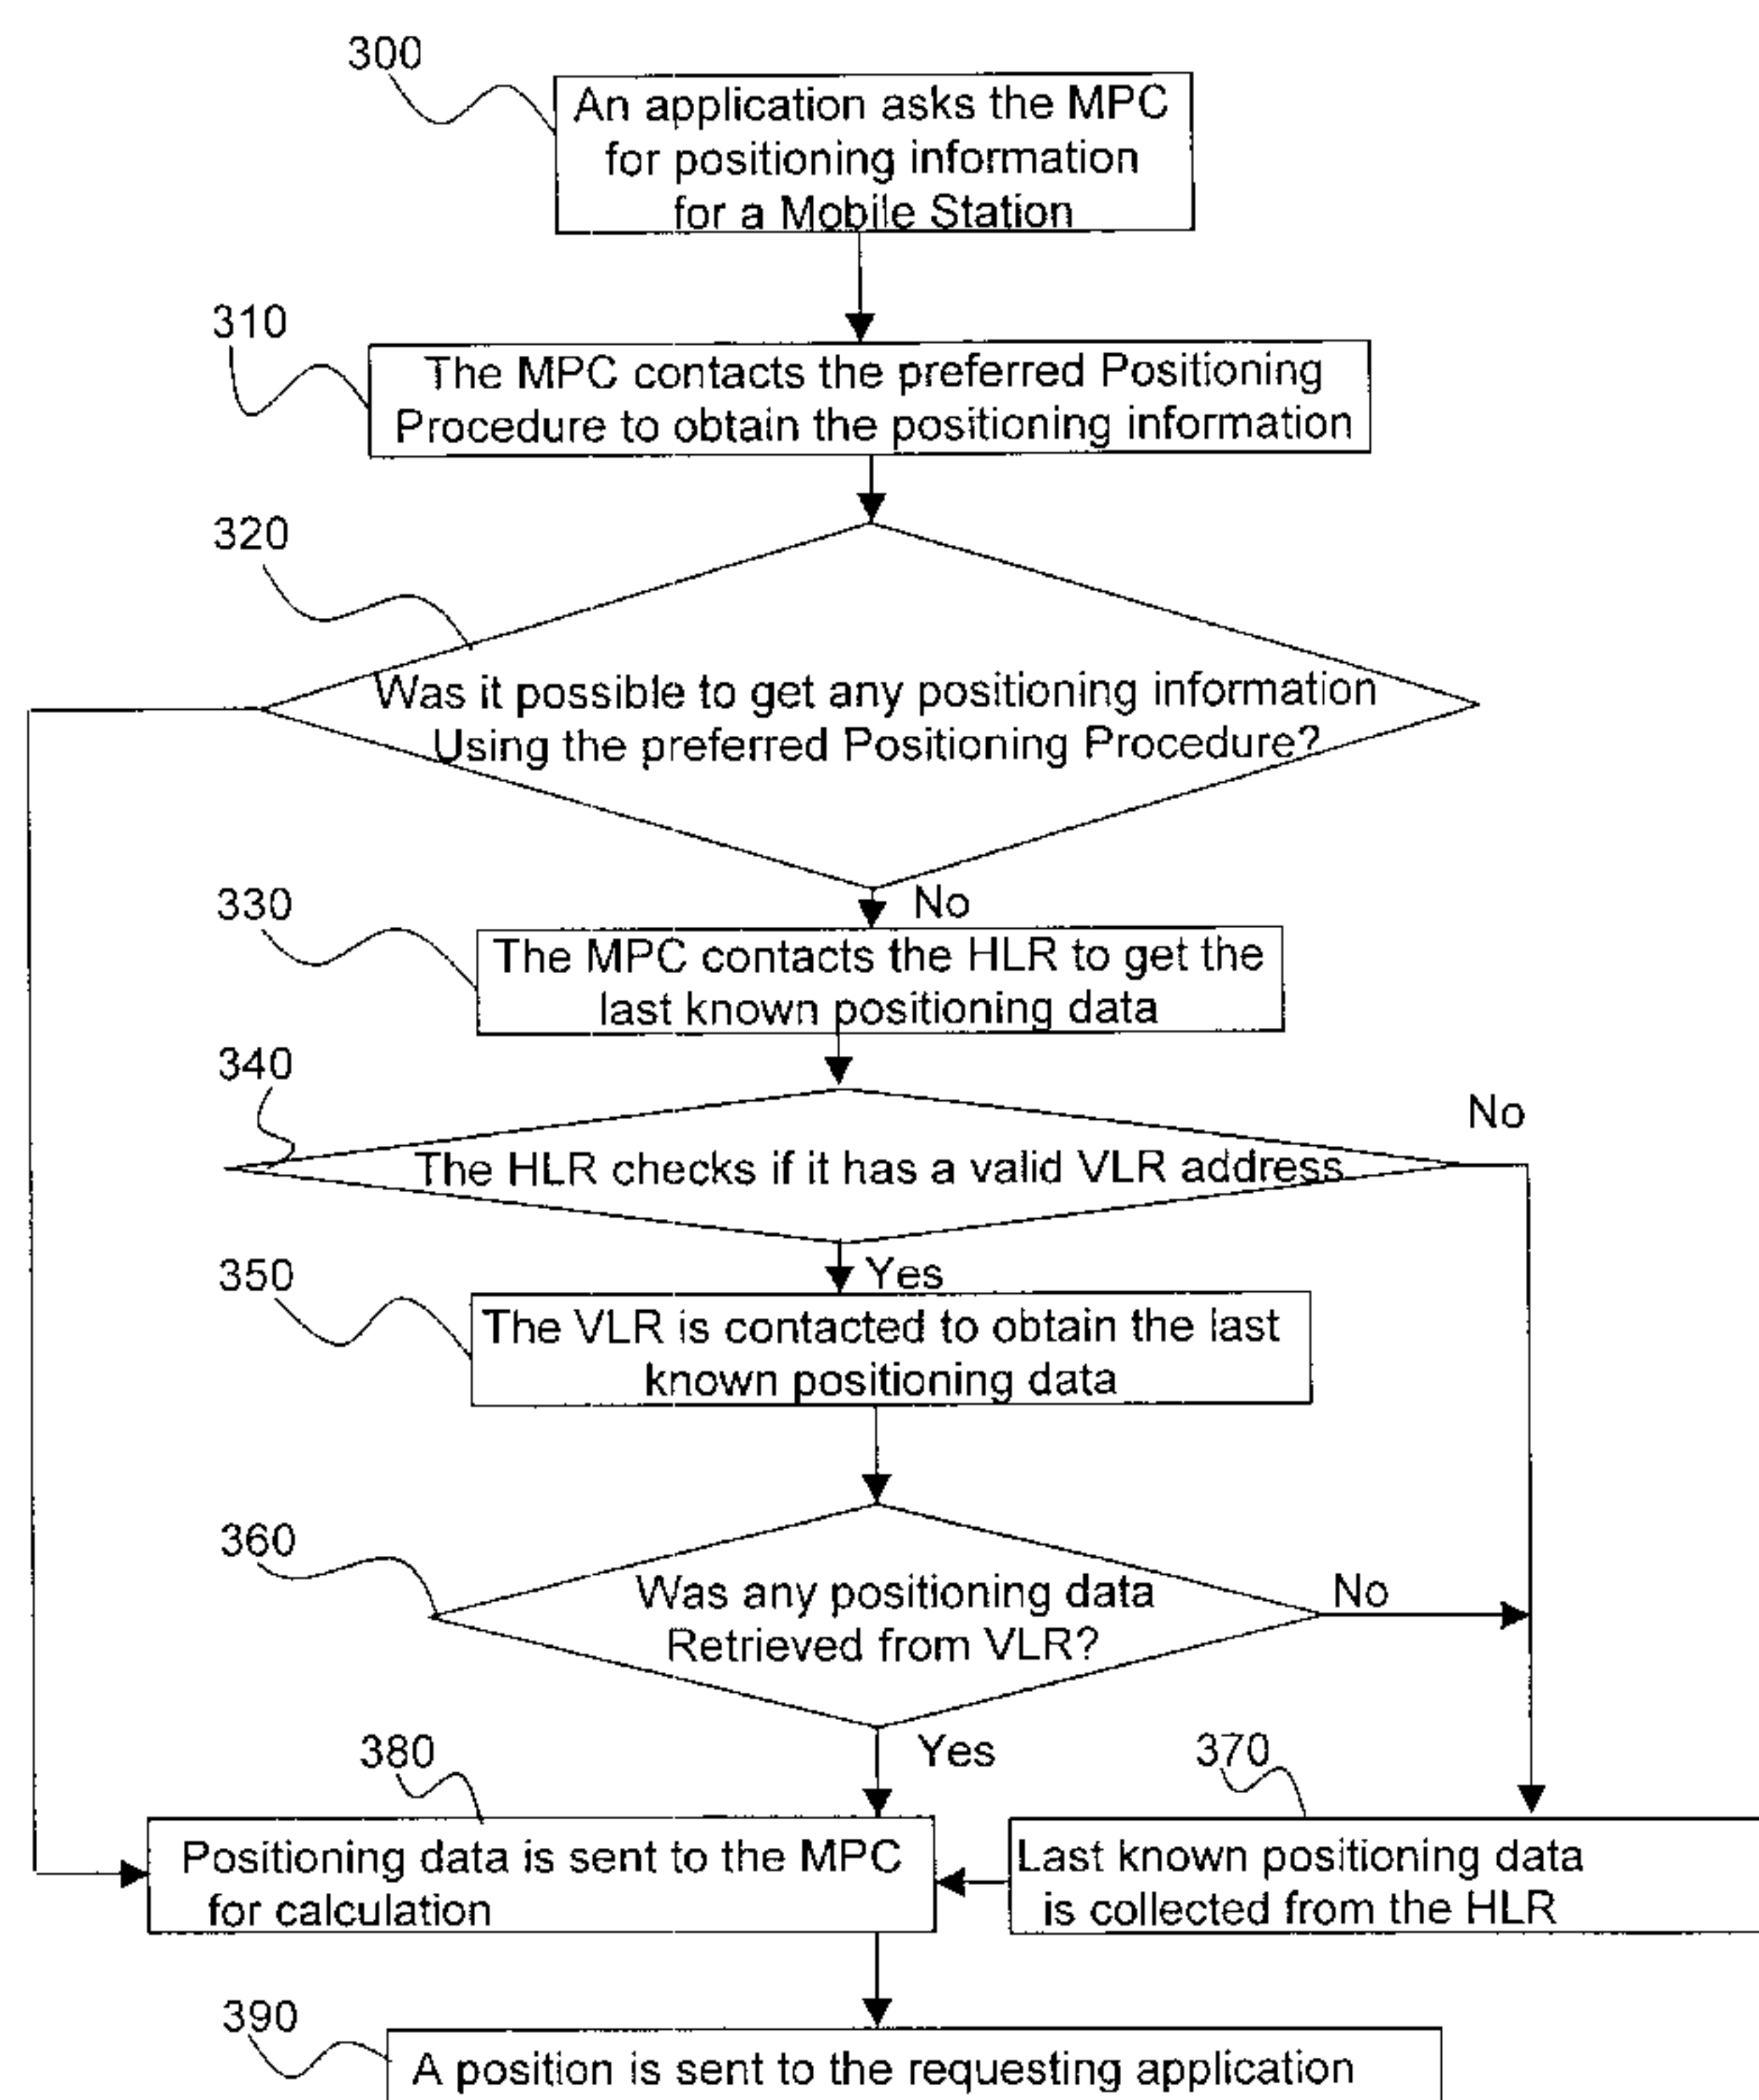 300
An application asks the MPC
for positioning information
for a Mobile Station
310
The MPC contacts the preferred Positioning
Procedure to obtain the positioning information
320
Was it possible to get any positioning information
Using the preferred Positioning Procedure?
No
330
The MPC contacts the HLR to get the
last known positioning data
340
No
The HLR checks if it has a valid VLR address
Yes
350
The VLR is contacted to obtain the last
known positioning data
360
Was any positioning data
Retrieved from VLR?
No
Yes
380
Positioning data is sent to the MPC
for calculation
370
Last known positioning data
is collected from the HLR
390
A position is sent to the requesting application